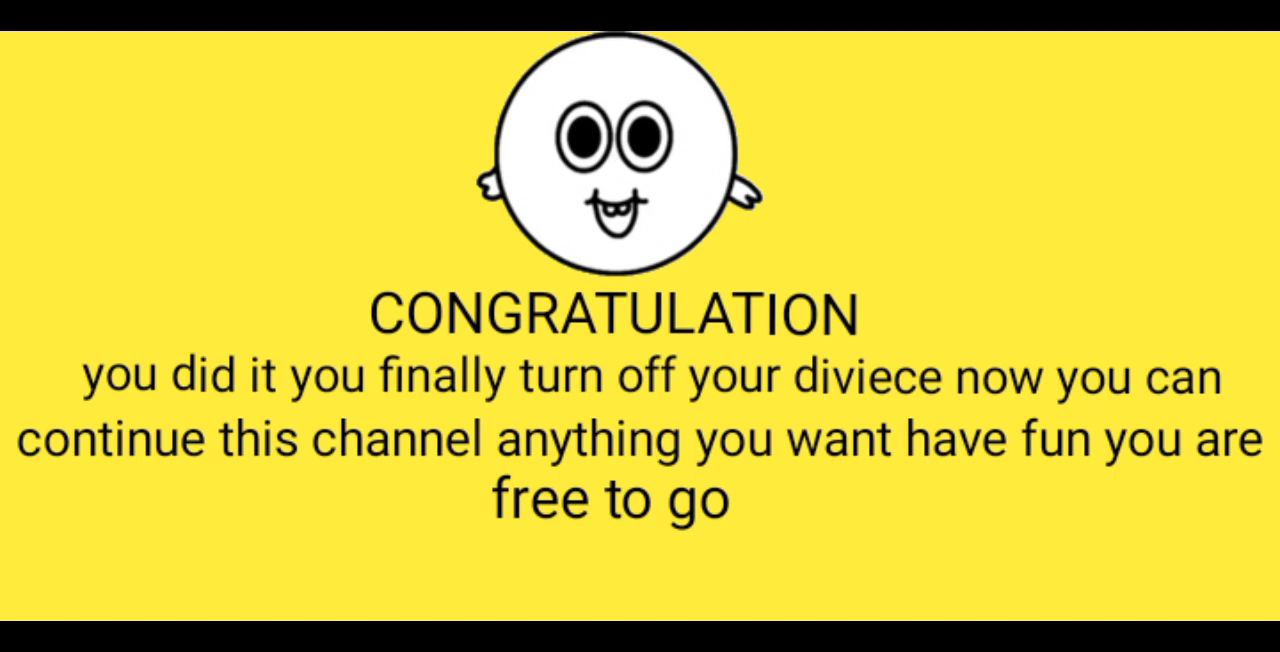 CONGRATULATION
you did it you finally turn off your diviece now you can
continue this channel anything you want have fun you are
free to go